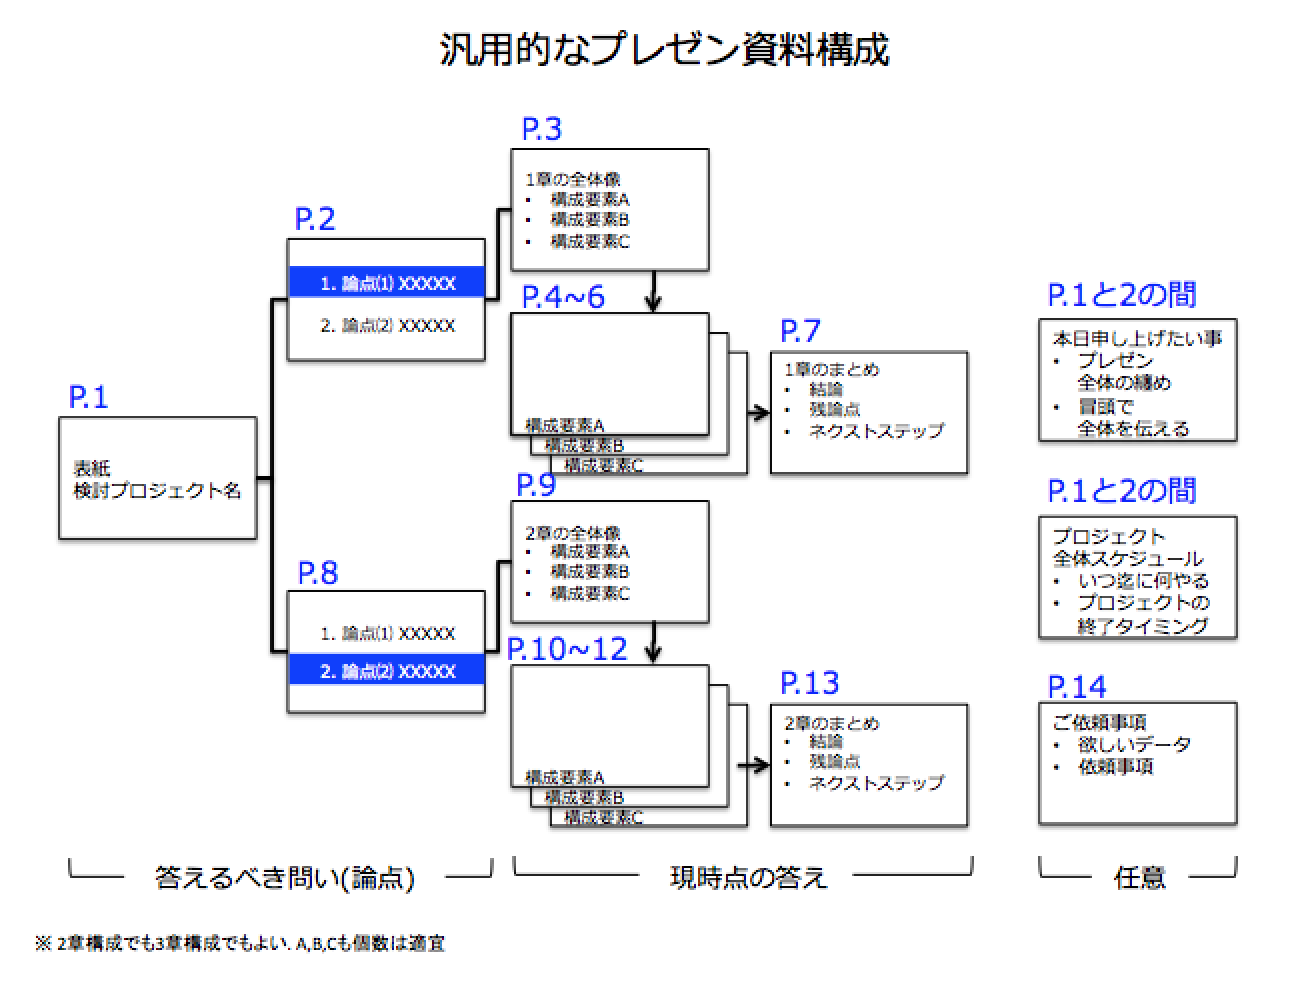 汎用的なプレゼン資料構成
P.1
表紙
検討プロジェクト名
P.2
1. 論点(1) XXXXX
2. 論点(2) XXXXX
P.3
1章の全体像
• 構成要素A
• 構成要素B
• 構成要素C
P.4~6
構成要素A
構成要素B
構成要素C
P.7
1章のまとめ
• 結論
• 残論点
• ネクストステップ
P.8
1. 論点(1) XXXXX
2. 論点(2) XXXXX
P.9
2章の全体像
• 構成要素A
• 構成要素B
• 構成要素C
P.10~12
構成要素A
構成要素B
構成要素C
P.13
2章のまとめ
• 結論
• 残論点
• ネクストステップ
P.1と2の間
本日申し上げたい事
• プレゼン
全体の纏め
• 冒頭で
全体を伝える
P.1と2の間
プロジェクト
全体スケジュール
• いつ迄に何やる
• プロジェクトの
終了タイミング
P.14
ご依頼事項
• 欲しいデータ
• 依頼事項
答えるべき問い(論点)
現時点の答え
任意
※ 2章構成でも3章構成でもよい. A,B,Cも個数は適宜